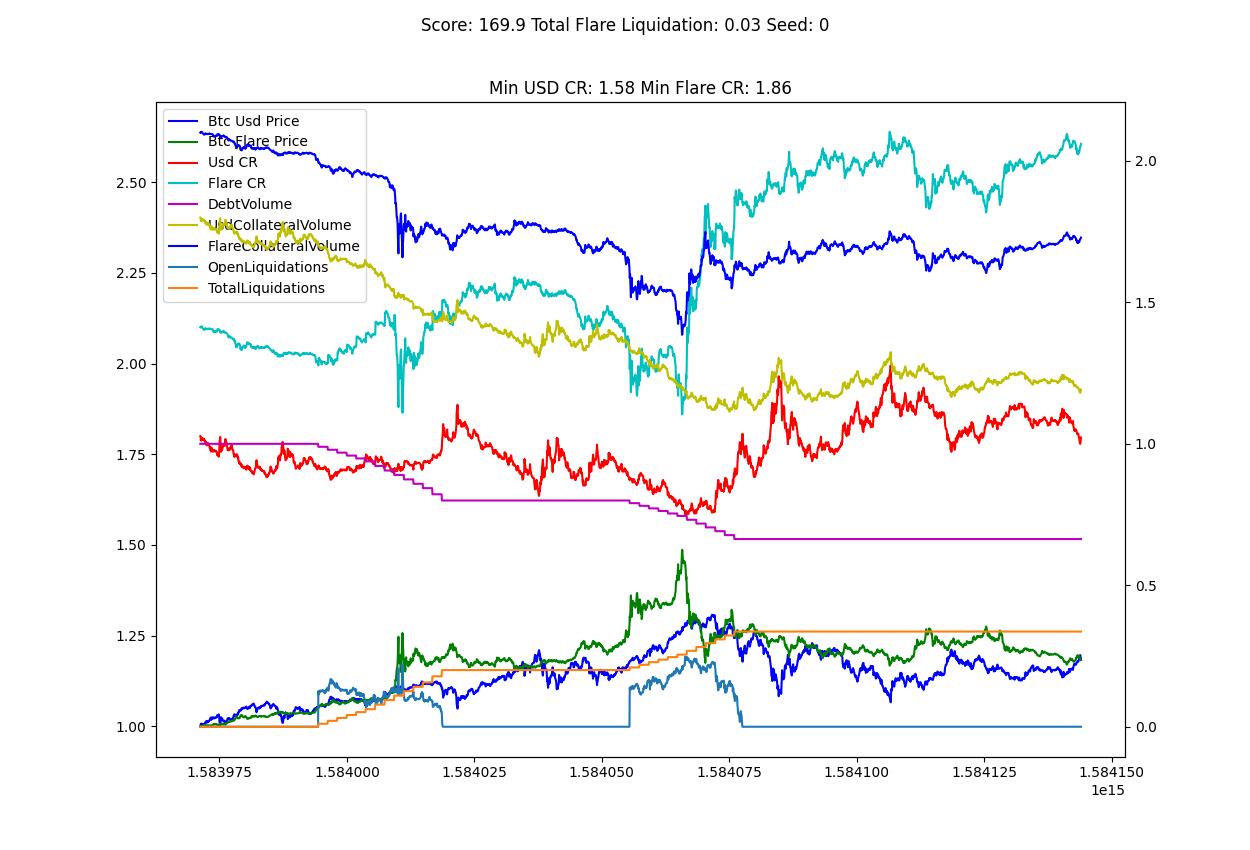 Score: 169.9 Total Flare Liquidation: 0.03 Seed: 0
Min USD CR: 1.58 Min Flare CR: 1.86
Btc Usd Price
Btc Flare Price
Usd CR
Flare CR
DebtVolume
UsdCollateralVolume
FlareCollateralVolume
OpenLiquidations
TotalLiquidations
2.50
2.25
2.00
1.75
1.50
1.25
1.00
2.0
1.5
1.0
0.5
0.0
1.583975 1.584000 1.584025 1.584050 1.584075 1.584100 1.584125 1.584150
1e15